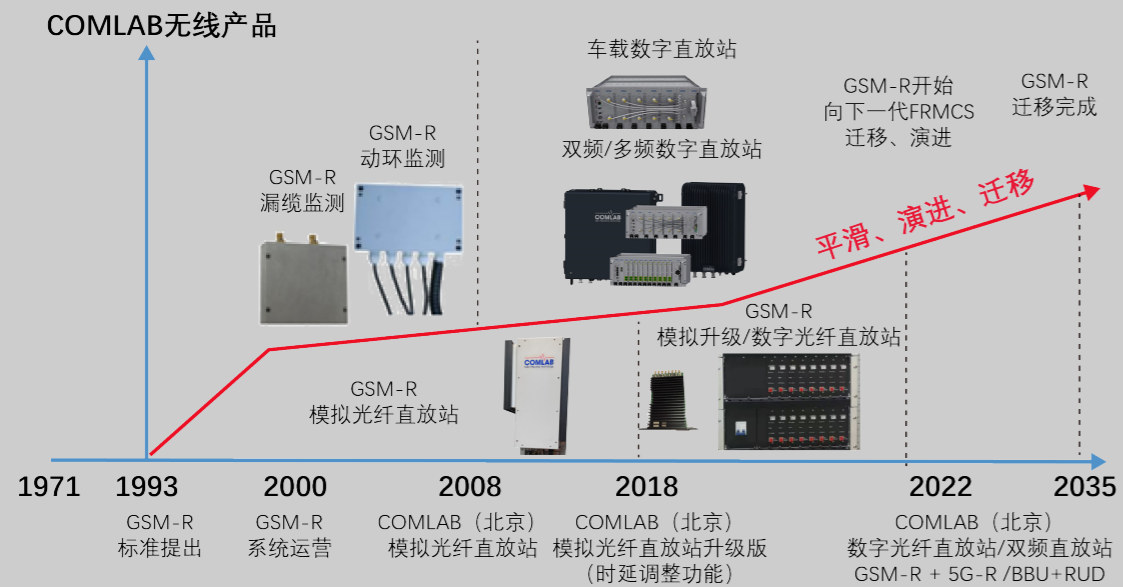 COMLAB无线产品
车载数字直放站
GSM-R开始
向下一代FRMCS
迁移、演进
GSM-R
迁移完成
GSM-R
动环监测
双频/多频数字直放站
GSM-R
漏缆监测
COMLAB
平滑、演进、迁移
GSM-R
模拟升级/数字光纤直放站
COMLAB
GSM-R
模拟光纤直放站
1971
1993
2000
2008
2018
2022
2035
GSM-R
标准提出
GSM-R
系统运营
COMLAB（北京）
模拟光纤直放站
COMLAB（北京）
模拟光纤直放站升级版
（时延调整功能）
COMLAB（北京）
数字光纤直放站/双频直放站
GSM-R + 5G-R /BBU+RUD